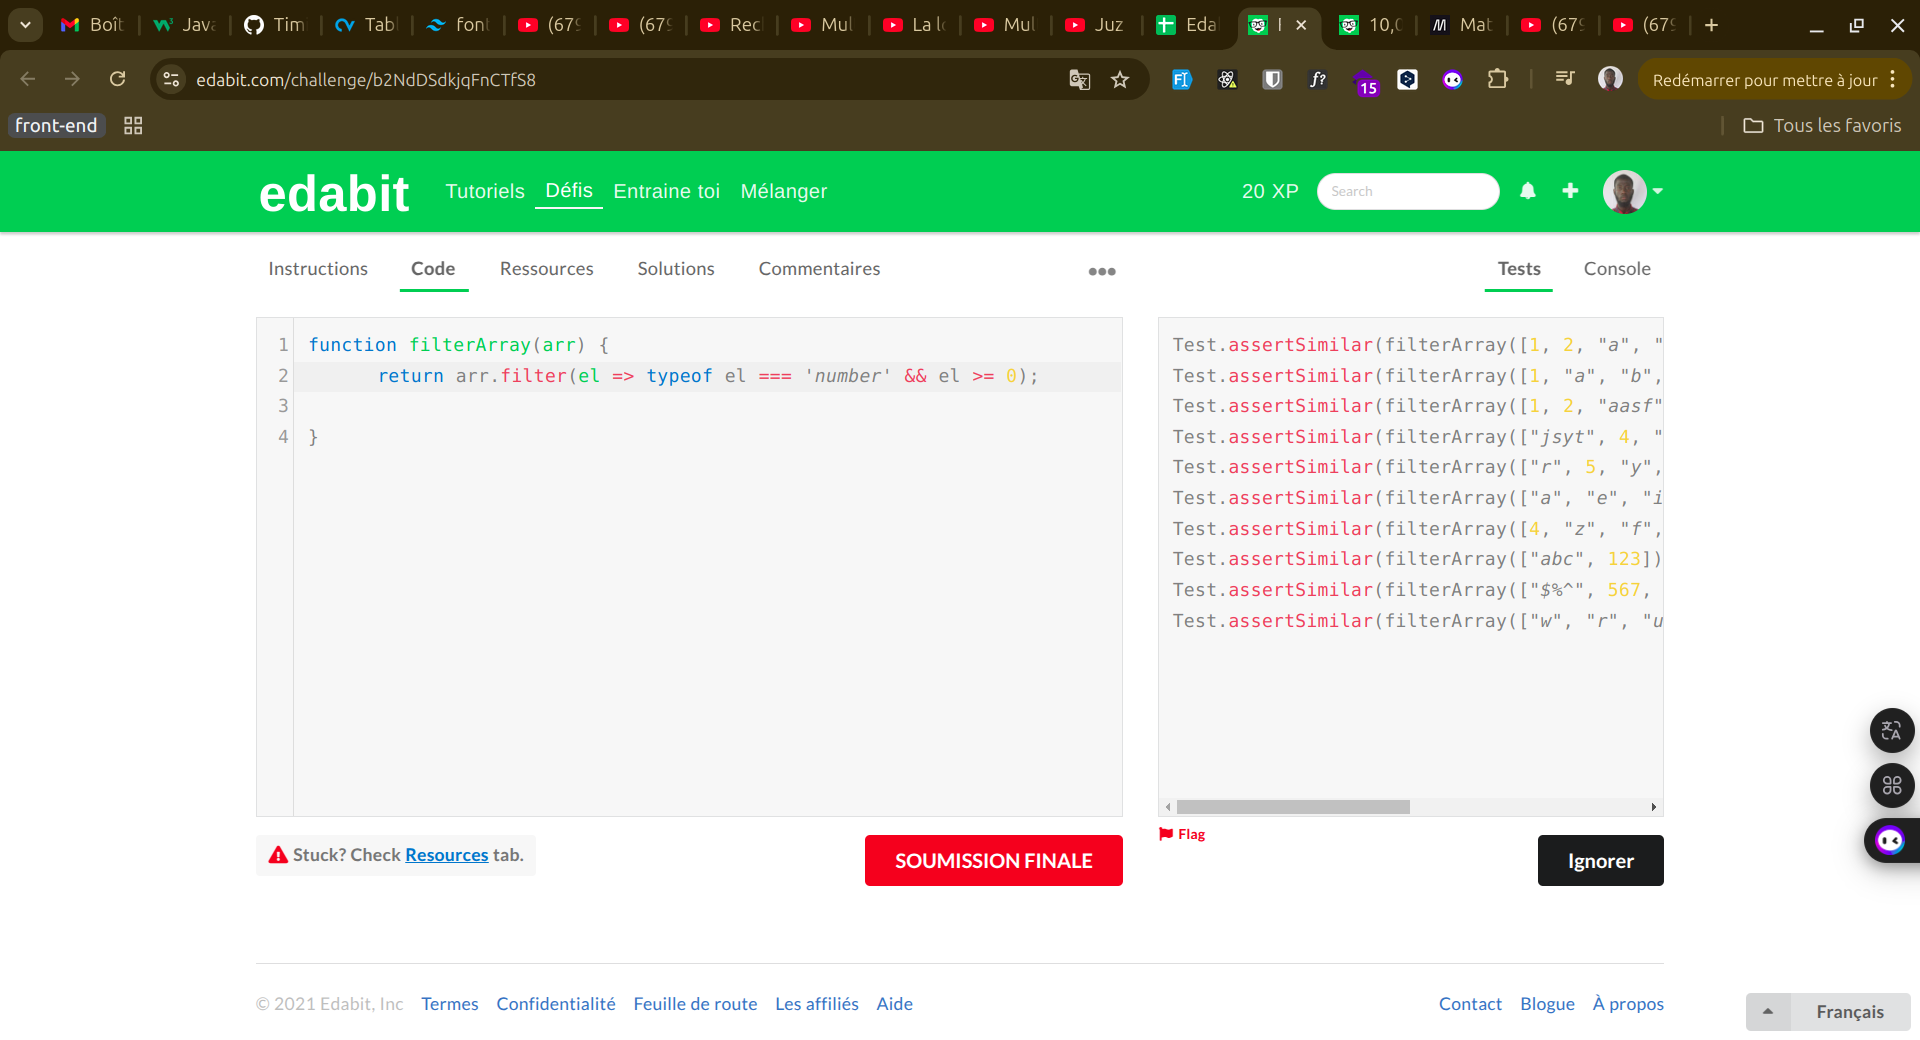 Boît
Java
Tim
Tab
font
(679
(679
Rec
Mul
La l
Mul
Juz
Eda
10,0
Mat
(679
(679
edabit.com/challenge/b2NdDSdkjqFnCTfS8
15
Redémarrer pour mettre à jour
front-end
Tous les favoris
edabit
Tutoriels
Défis
Entraine toi
Mélanger
20 XP
Search
Instructions
Code
Ressources
Solutions
Commentaires
Tests
Console
1 function filterArray(arr) {
2 return arr.filter(el => typeof el === 'number' && el >= 0);
3
4 }
Test.assertSimilar(filterArray([1, 2, "a", "
Test.assertSimilar(filterArray([1, "a", "b",
Test.assertSimilar(filterArray([1, 2, "aasf"
Test.assertSimilar(filterArray(["jsyt", 4, "
Test.assertSimilar(filterArray(["r", 5, "y",
Test.assertSimilar(filterArray(["a", "e", "i
Test.assertSimilar(filterArray([4, "z", "f",
Test.assertSimilar(filterArray(["abc", 123])
Test.assertSimilar(filterArray(["$%^", 567,
Test.assertSimilar(filterArray(["w", "r", "u
Flag
Stuck? Check Resources tab.
SOUMISSION FINALE
Ignorer
© 2021 Edabit, Inc
Termes
Confidentialité
Feuille de route
Les affiliés
Aide
Contact
Blogue
À propos
Français